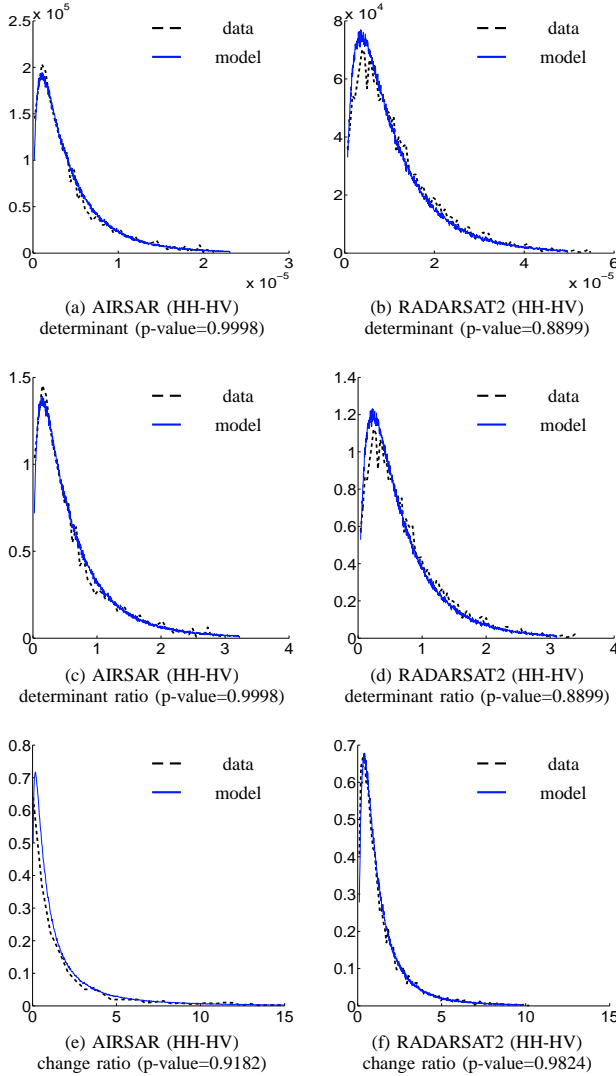 x 10^5
2.5
2
1.5
1
0.5
0
0
1
2
3
x 10^-5
data
model
(a) AIRSAR (HH-HV)
determinant (p-value=0.9998)
x 10^4
8
6
4
2
0
0
2
4
6
x 10^-5
data
model
(b) RADARSAT2 (HH-HV)
determinant (p-value=0.8899)
1.5
1
0.5
0
0
1
2
3
4
data
model
(c) AIRSAR (HH-HV)
determinant ratio (p-value=0.9998)
1.4
1.2
1
0.8
0.6
0.4
0.2
0
0
1
2
3
4
data
model
(d) RADARSAT2 (HH-HV)
determinant ratio (p-value=0.8899)
0.8
0.7
0.6
0.5
0.4
0.3
0.2
0.1
0
0
5
10
15
data
model
(e) AIRSAR (HH-HV)
change ratio (p-value=0.9182)
0.7
0.6
0.5
0.4
0.3
0.2
0.1
0
0
5
10
15
data
model
(f) RADARSAT2 (HH-HV)
change ratio (p-value=0.9824)